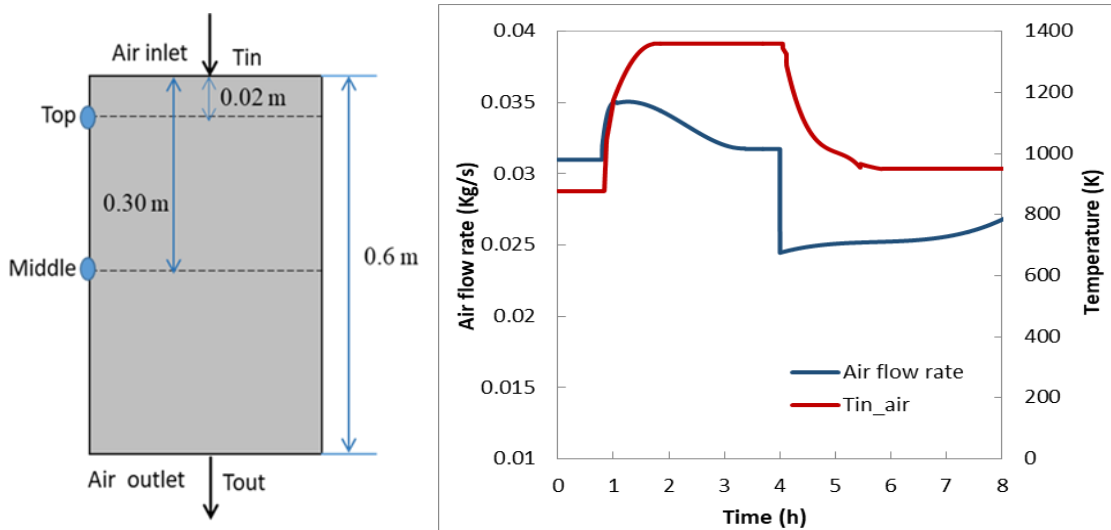 Air inlet
Tin
0.02 m
Top
0.30 m
Middle
0.6 m
Air outlet
Tout
Air flow rate (Kg/s)
0.04
0.035
0.03
0.025
0.02
0.015
0.01
0 1 2 3 4 5 6 7 8
Time (h)
1400
1200
1000
800
600
400
200
0
Temperature (K)
Air flow rate
Tin_air